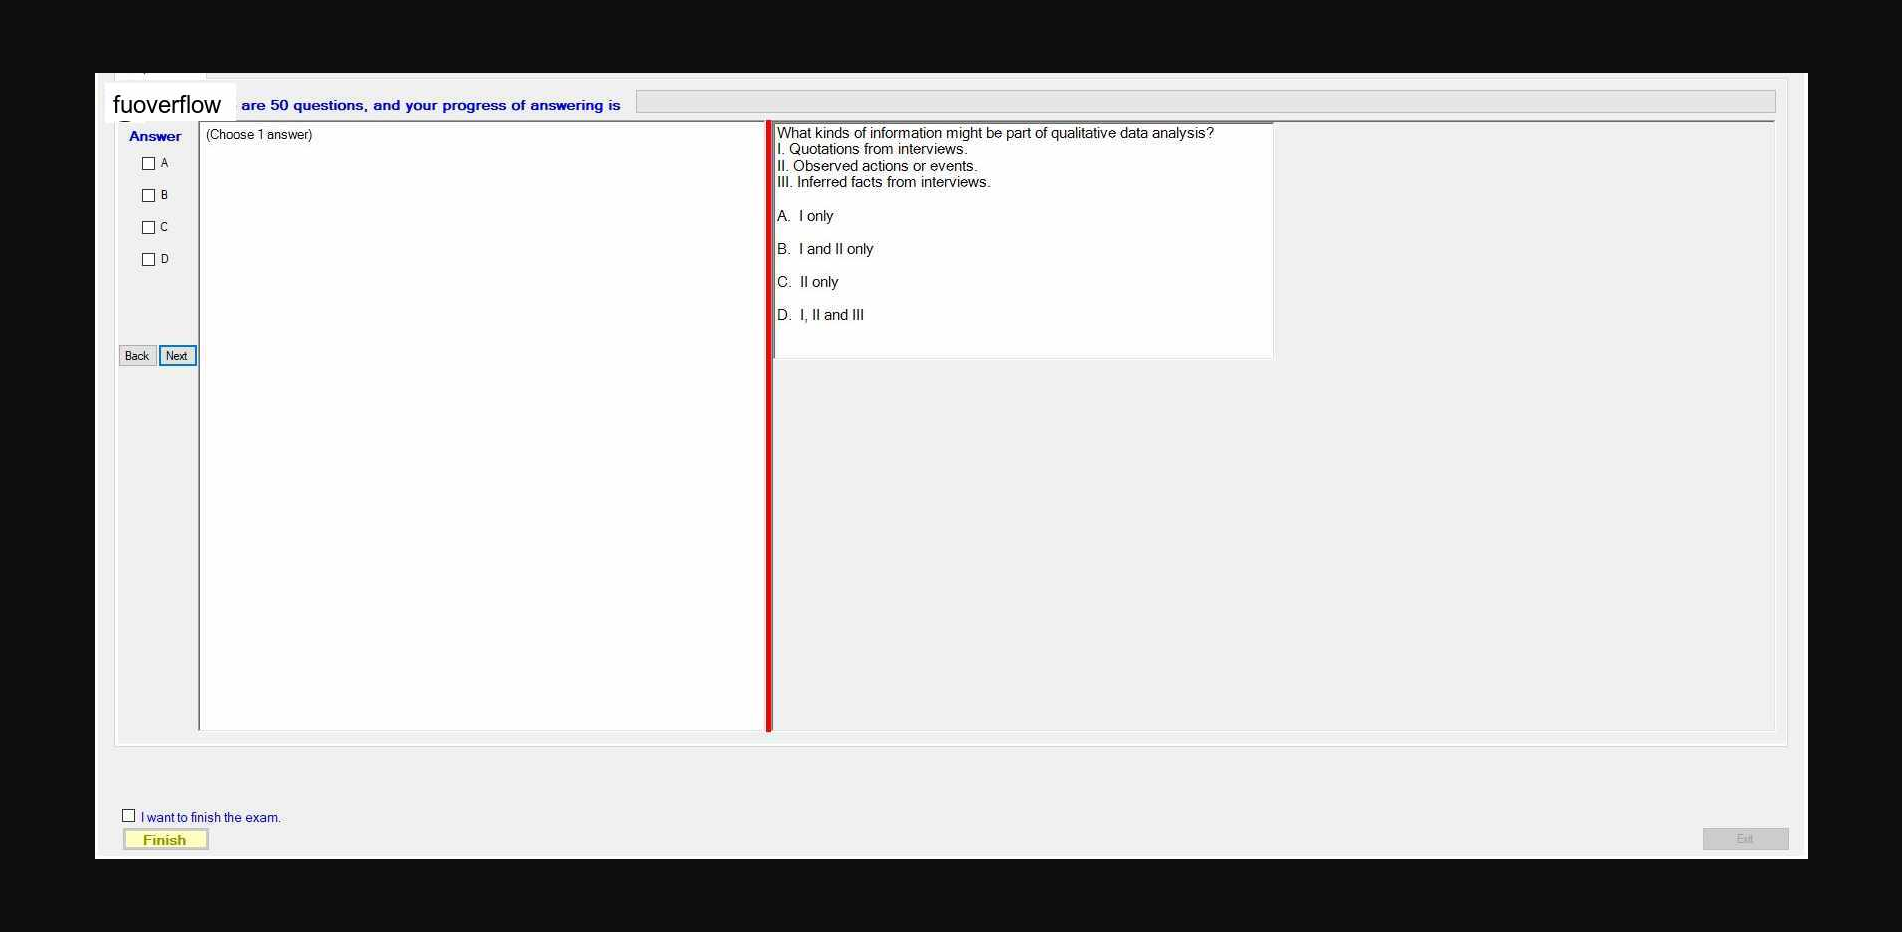 fuoverflow are 50 questions, and your progress of answering is
Answer
(Choose 1 answer)
A
B
C
D
Back Next
What kinds of information might be part of qualitative data analysis?
I. Quotations from interviews.
II. Observed actions or events.
III. Inferred facts from interviews.
A. I only
B. I and II only
C. II only
D. I, II and III
I want to finish the exam.
Finish
Exit